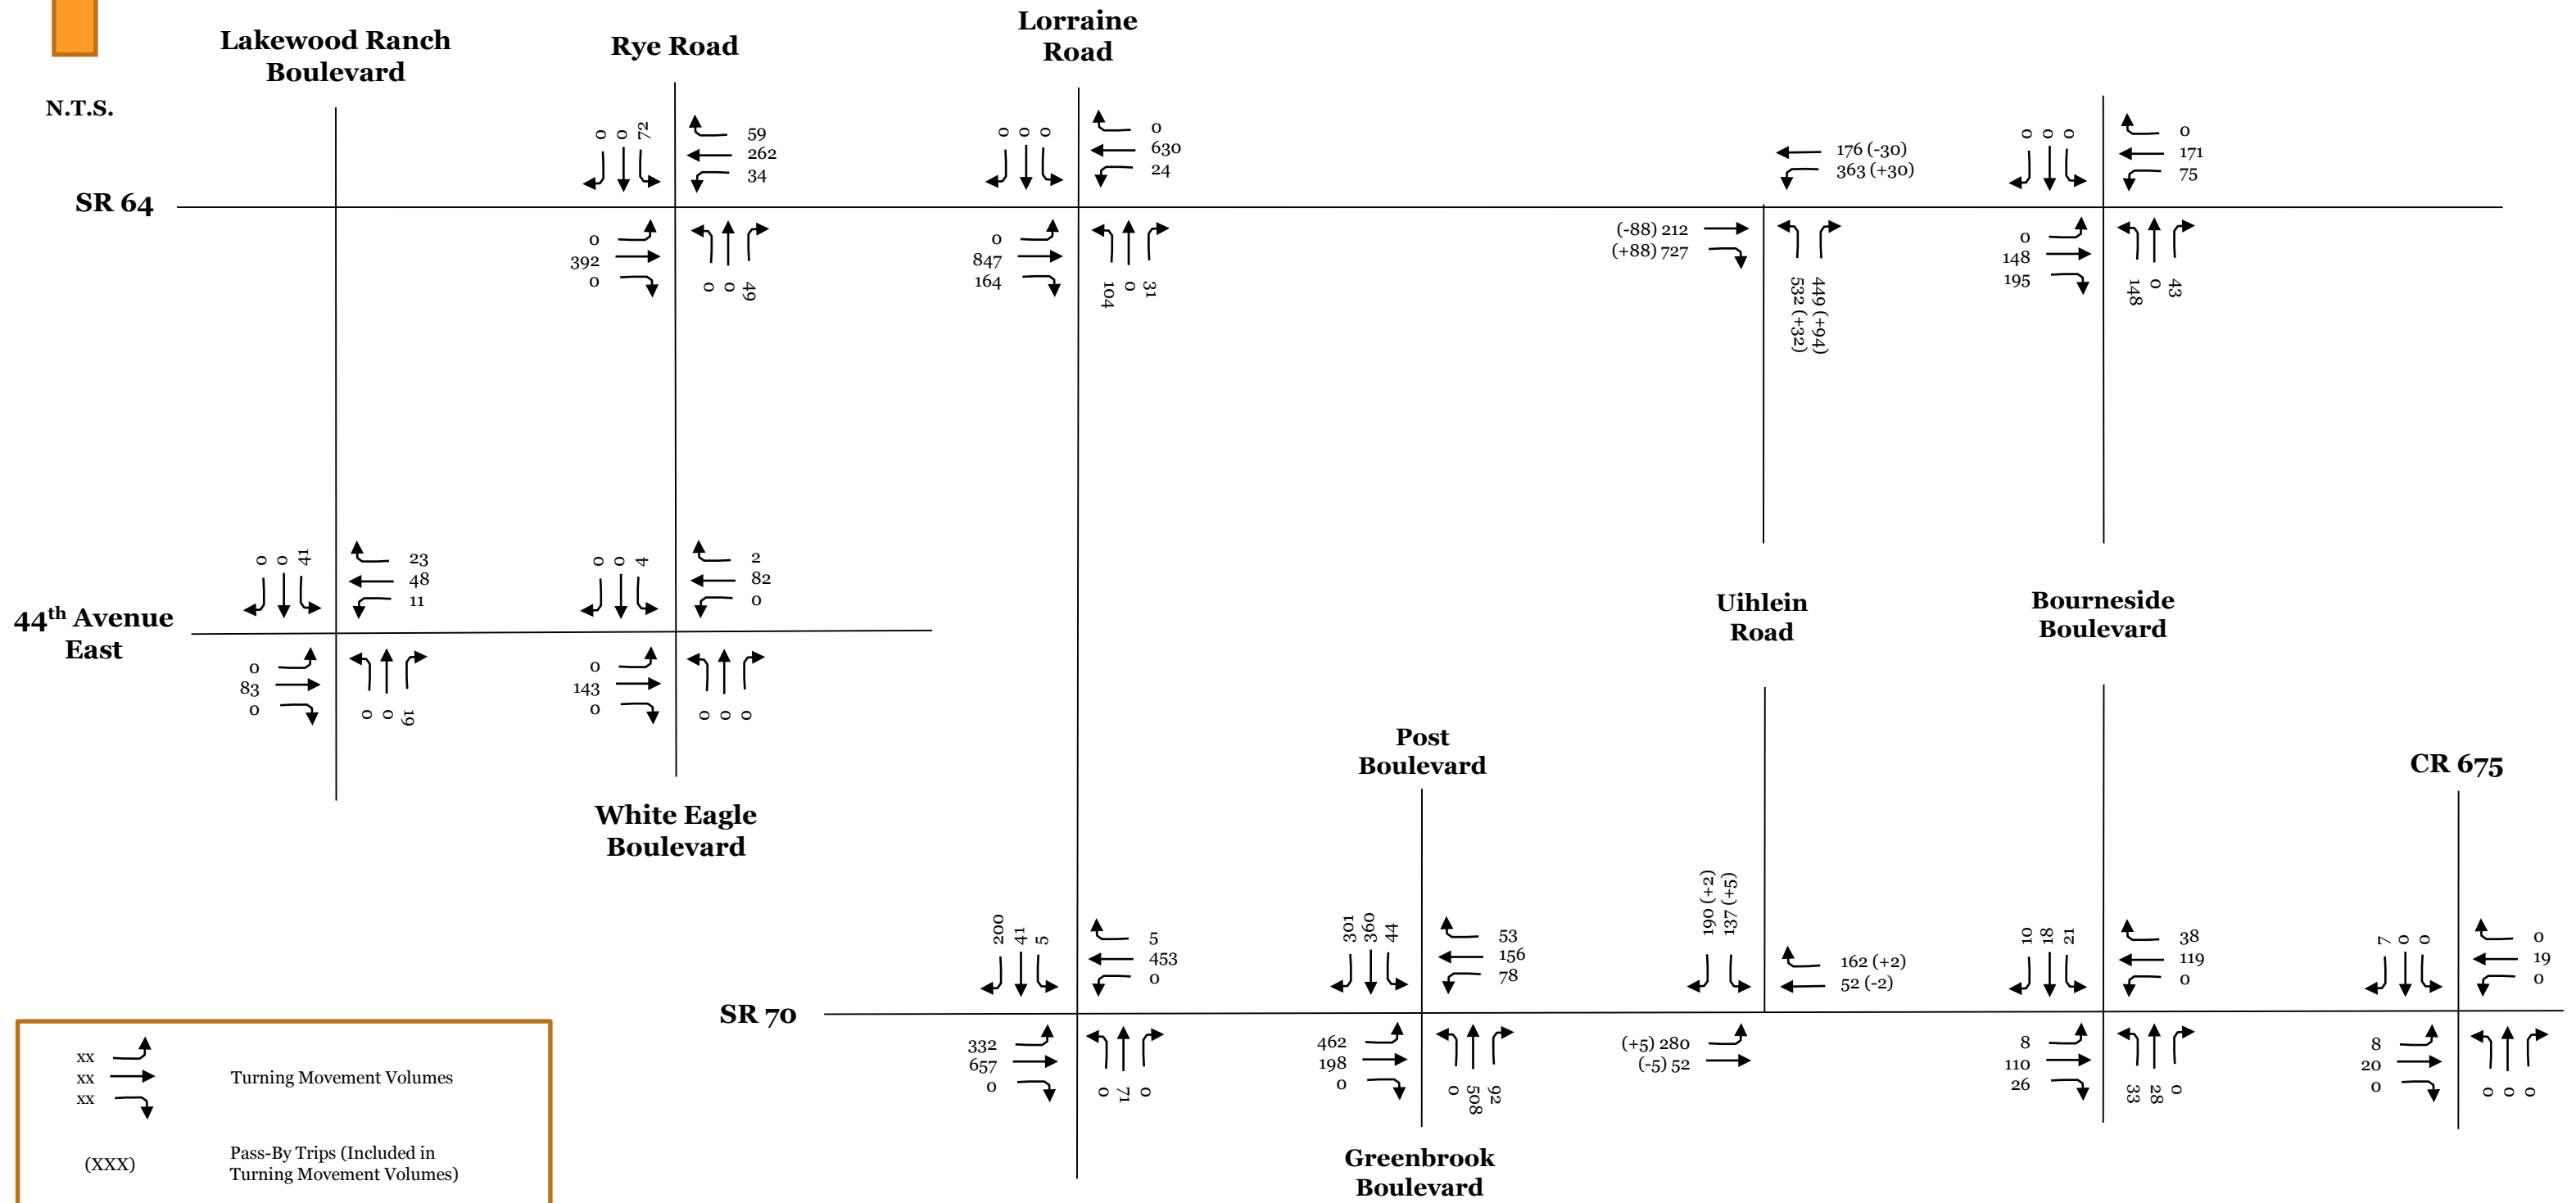 Lakewood Ranch
Boulevard
Rye Road
Lorraine
Road
N.T.S.
SR 64
0 0 72
59
262
34
0
392
0
0 0 49
0 0 0
0
630
24
0
847
164
104 0 31
176 (-30)
363 (+30)
(-88) 212
(+88) 727
532 (+32)
449 (+94)
0 0 0
0
171
75
0
148
195
148 0 43
44th Avenue
East
0 0 41
23
48
11
0
83
0
0 0 19
0 0 4
2
82
0
0
143
0
0 0 0
White Eagle
Boulevard
Uihlein
Road
Bourneside
Boulevard
Post
Boulevard
CR 675
SR 70
200 41 5
5
453
0
332
657
0
0 71 0
301 360 44
53
156
78
462
198
0
0 508 92
Greenbrook
Boulevard
190 (+2)
137 (+5)
162 (+2)
52 (-2)
(+5) 280
(-5) 52
10 18 21
38
119
0
8
110
26
33 28 0
7 0 0
0
19
0
8
20
0
0 0 0
xx
xx
xx
Turning Movement Volumes
(XXX)
Pass-By Trips (Included in
Turning Movement Volumes)